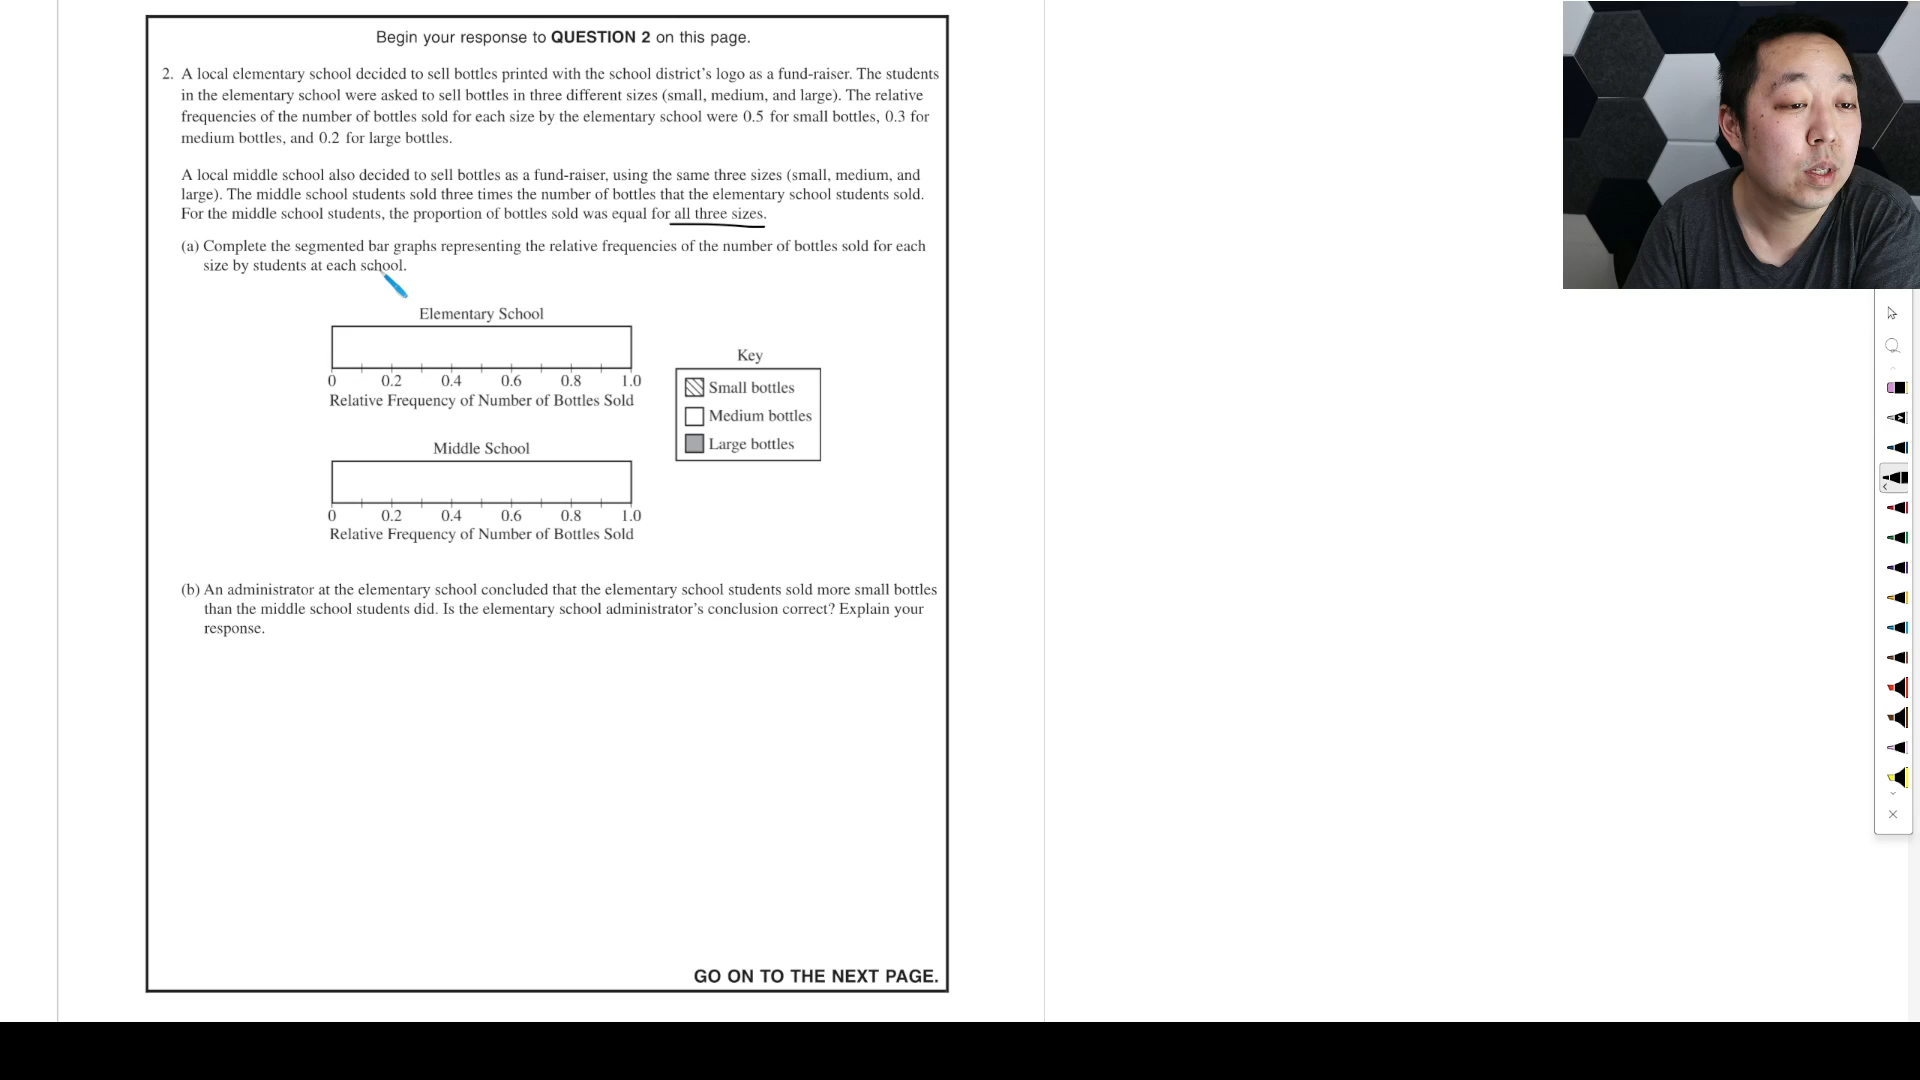 Begin your response to QUESTION 2 on this page.
2. A local elementary school decided to sell bottles printed with the school district’s logo as a fund-raiser. The students
in the elementary school were asked to sell bottles in three different sizes (small, medium, and large). The relative
frequencies of the number of bottles sold for each size by the elementary school were 0.5 for small bottles, 0.3 for
medium bottles, and 0.2 for large bottles.
A local middle school also decided to sell bottles as a fund-raiser, using the same three sizes (small, medium, and
large). The middle school students sold three times the number of bottles that the elementary school students sold.
For the middle school students, the proportion of bottles sold was equal for all three sizes.
(a) Complete the segmented bar graphs representing the relative frequencies of the number of bottles sold for each
size by students at each school.
Elementary School
0 0.2 0.4 0.6 0.8 1.0
Relative Frequency of Number of Bottles Sold
Key
Small bottles
Medium bottles
Large bottles
Middle School
0 0.2 0.4 0.6 0.8 1.0
Relative Frequency of Number of Bottles Sold
(b) An administrator at the elementary school concluded that the elementary school students sold more small bottles
than the middle school students did. Is the elementary school administrator’s conclusion correct? Explain your
response.
GO ON TO THE NEXT PAGE.